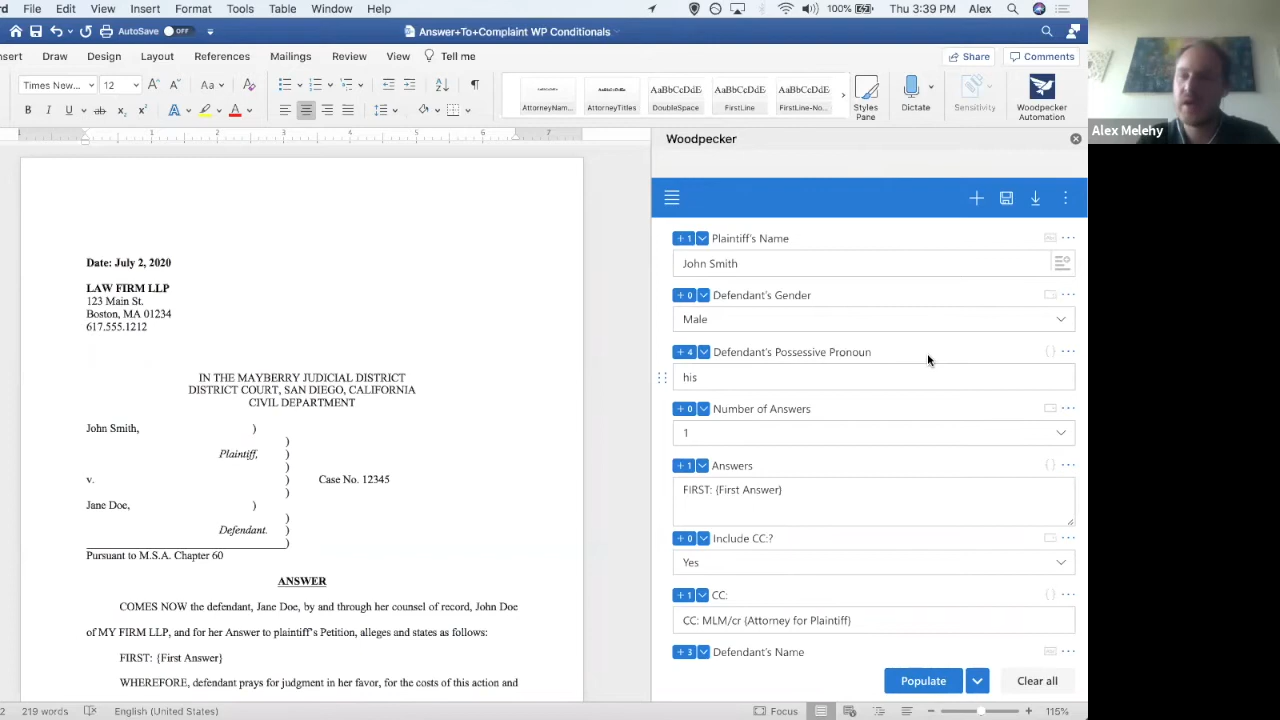 File Edit View Insert Format Tools Table Window Help 100% Thu 3:39 PM Alex
AutoSave OFF Answer+To+Complaint WP Conditionals
nsert Draw Design Layout References Mailings Review View Tell me Share Comments
Times New... 12
AaBbCcDdE AaBbCcDdE AaBbCcDdE
AttorneyNam... AttorneyTitles DoubleSpace FirstLine FirstLine-No...
Styles Pane Dictate Sensitivity Woodpecker Automation
Alex Melehy
1 1 2 3 4 5 6 7
Woodpecker
Date: July 2, 2020
LAW FIRM LLP
123 Main St.
Boston, MA 01234
617.555.1212
IN THE MAYBERRY JUDICIAL DISTRICT
DISTRICT COURT, SAN DIEGO, CALIFORNIA
CIVIL DEPARTMENT
John Smith, )
)
Plaintiff, )
)
v. ) Case No. 12345
)
Jane Doe, )
)
Defendant. )
)
Pursuant to M.S.A. Chapter 60
ANSWER
COMES NOW the defendant, Jane Doe, by and through her counsel of record, John Doe
of MY FIRM LLP, and for her Answer to plaintiff's Petition, alleges and states as follows:
FIRST: {First Answer}
WHEREFORE, defendant prays for judgment in her favor, for the costs of this action and
+ 1 Plaintiff's Name
John Smith
+ 0 Defendant's Gender
Male
+ 4 Defendant's Possessive Pronoun
his
+ 0 Number of Answers
1
+ 1 Answers
FIRST: {First Answer}
+ 0 Include CC:?
Yes
+ 1 CC:
CC: MLM/cr {Attorney for Plaintiff}
+ 3 Defendant's Name
Populate Clear all
2 219 words English (United States) Focus 115%